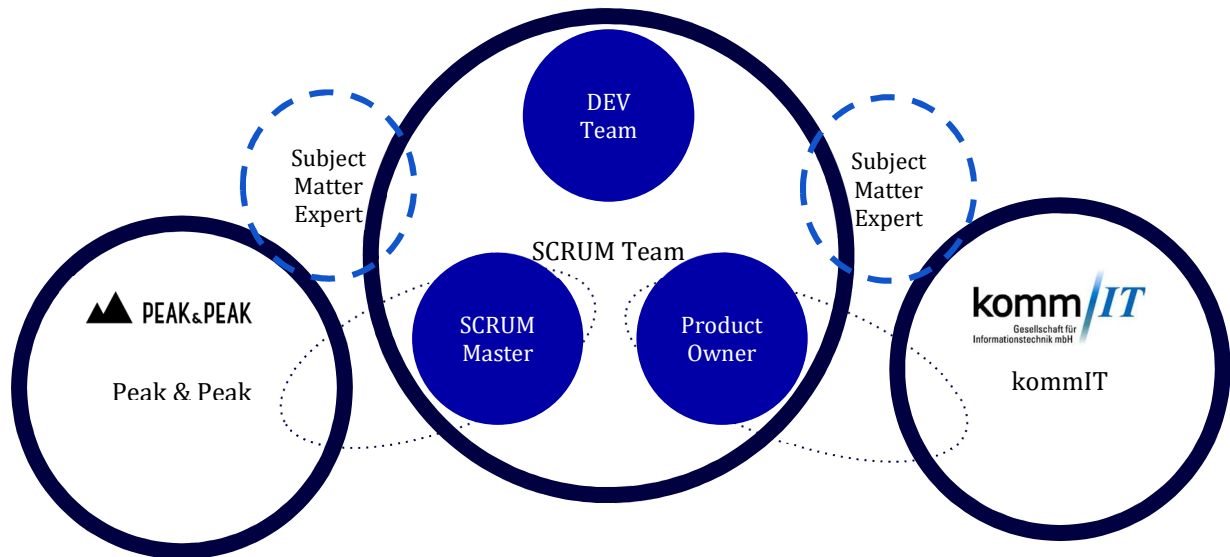 DEV
Team
Subject
Matter
Expert
Subject
Matter
Expert
SCRUM Team
PEAK&PEAK
SCRUM
Master
Product
Owner
komm/IT
Gesellschaft für
Informationstechnik mbH
Peak & Peak
kommIT